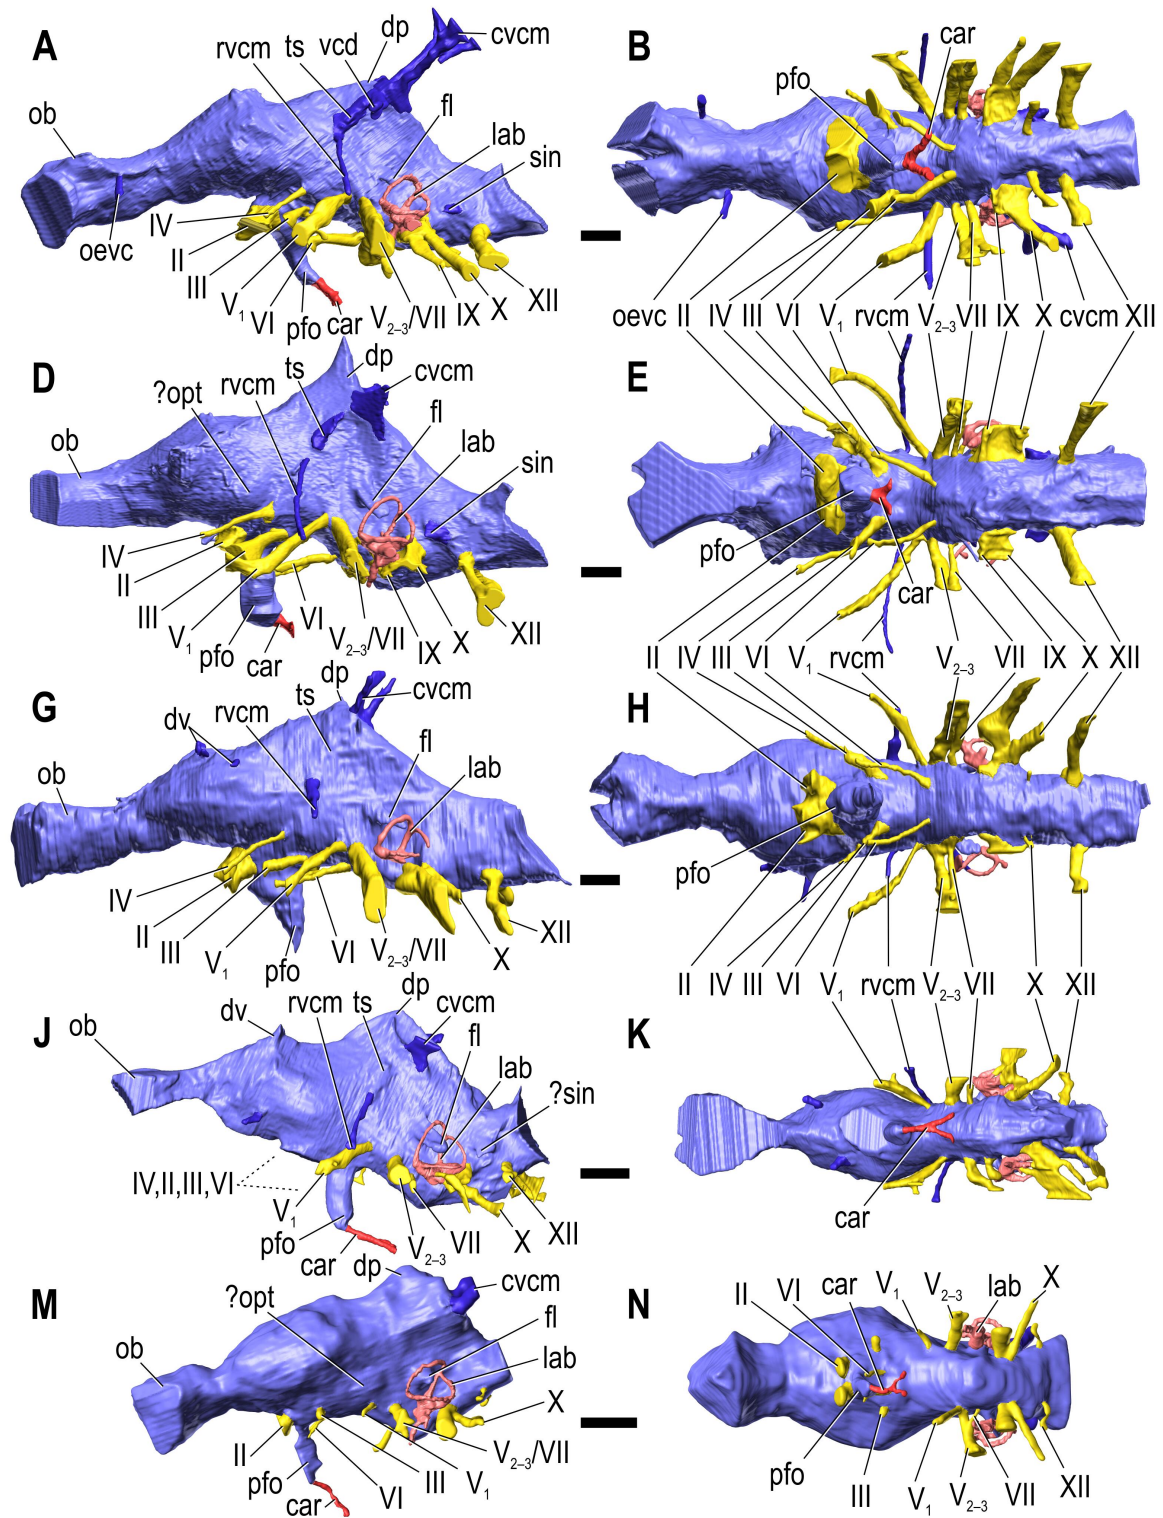 A
rvcm ts vcd dp cvcm
ob
fl
lab
sin
oevc
IV
II
III
V₁ VI pfo car V₂₋₃/VII IX X XII
B
car
pfo
oevc II IV III VI V₁ rvcm V₂₋₃ VII IX X cvcm XII
D
?opt rvcm ts dp cvcm
fl
ob
lab
sin
IV
II
III
V₁ pfo car VI V₂₋₃/VII IX X XII
E
pfo
car
II IV III VI V₁ rvcm V₂₋₃ VII IX X XII
G
dv rvcm ts dp cvcm
ob
fl
lab
IV
II
III
V₁ pfo VI V₂₋₃/VII X XII
H
pfo
II IV III VI V₁ rvcm V₂₋₃ VII X XII
J
ob
dv rvcm ts dp cvcm
fl
lab
?sin
IV,II,III,VI
V₁
pfo
car V₂₋₃ VII X XII
K
car
M
?opt dp cvcm
ob
fl
lab
X
V₂₋₃/VII
II
pfo
car VI III V₁
N
II VI car V₁ V₂₋₃ lab X
pfo
III V₁ V₂₋₃ VII XII